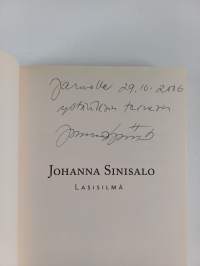 Jarmolle 29.10.2016
ystävällisin terveisin
JOHANNA SINISALO
LASISILMÄ